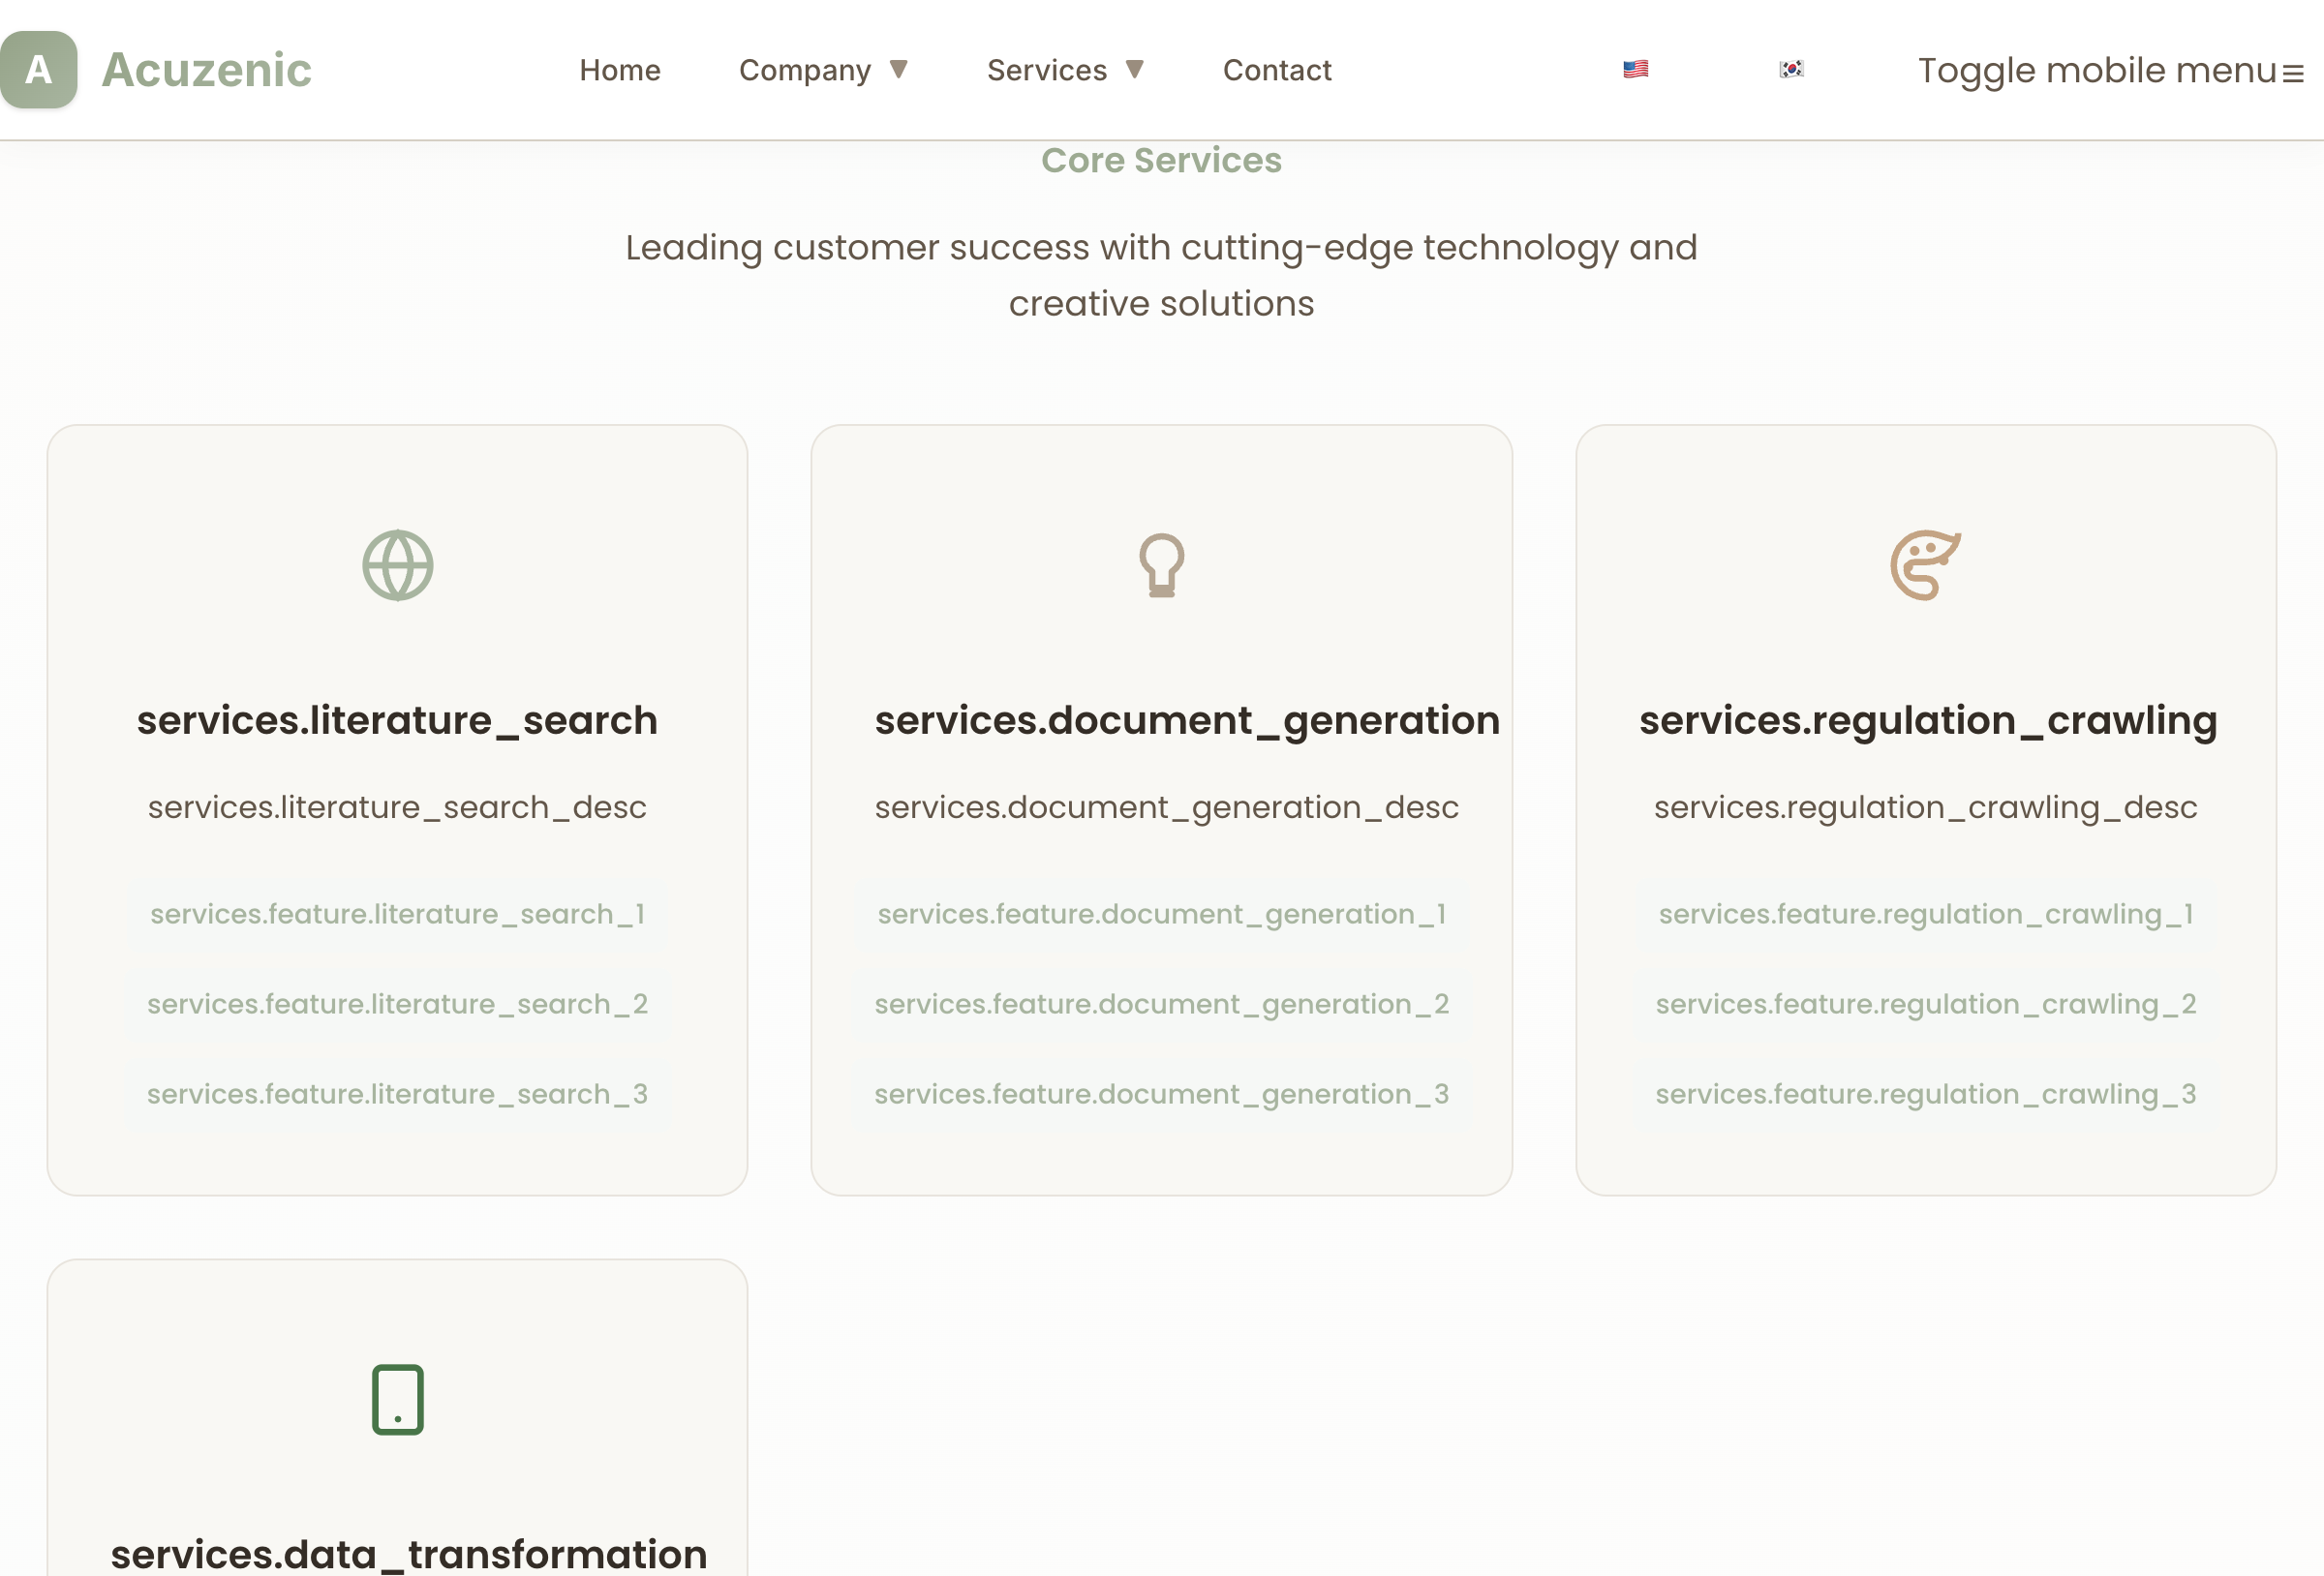 A Acuzenic Home Company ▼ Services ▼ Contact Toggle mobile menu≡
Core Services
Leading customer success with cutting-edge technology and
creative solutions
services.literature_search
services.literature_search_desc
services.feature.literature_search_1
services.feature.literature_search_2
services.feature.literature_search_3
services.document_generation
services.document_generation_desc
services.feature.document_generation_1
services.feature.document_generation_2
services.feature.document_generation_3
services.regulation_crawling
services.regulation_crawling_desc
services.feature.regulation_crawling_1
services.feature.regulation_crawling_2
services.feature.regulation_crawling_3
services.data_transformation